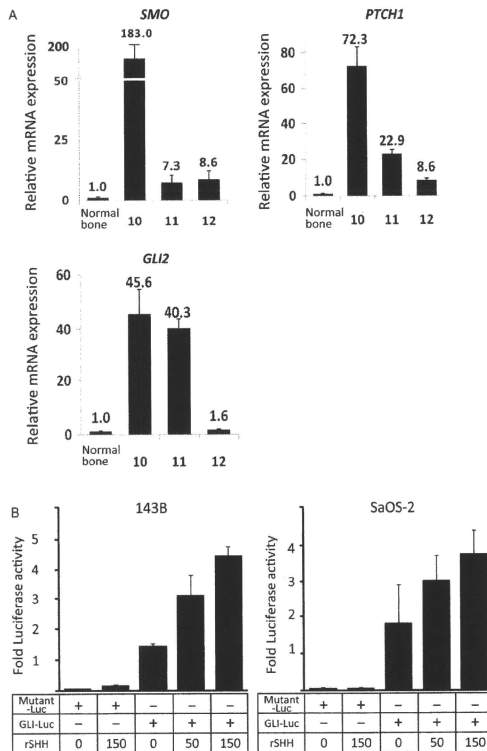 A
SMO
PTCH1
Relative mRNA expression
200
50
25
0
183.0
1.0
7.3
8.6
Normal bone
10
11
12
Relative mRNA expression
80
60
40
20
0
72.3
22.9
1.0
8.6
Normal bone
10
11
12
GLI2
Relative mRNA expression
60
40
20
0
45.6
40.3
1.0
1.6
Normal bone
10
11
12
B
143B
SaOS-2
Fold Luciferase activity
5
4
3
2
1
Mutant -Luc + + − − −
GLI-Luc − − + + +
rSHH 0 150 0 50 150
Fold Luciferase activity
4
3
2
1
Mutant -Luc + + − − −
GLI-Luc − − + + +
rSHH 0 150 0 50 150